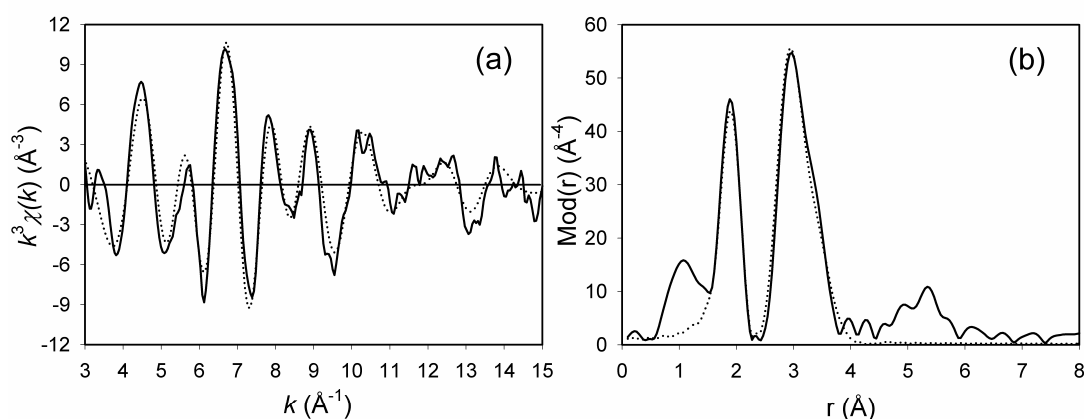 12
9
6
3
0
-3
-6
-9
-12
k³χ(k) (Å⁻³)
(a)
3 4 5 6 7 8 9 10 11 12 13 14 15
k (Å⁻¹)
60
50
40
30
20
10
0
Mod(r) (Å⁻⁴)
(b)
0 1 2 3 4 5 6 7 8
r (Å)